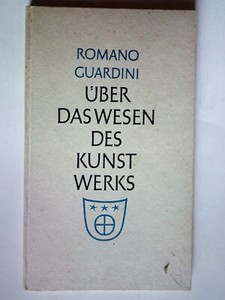 ROMANO
GUARDINI
ÜBER
DAS WESEN
DES
KUNST
WERKS